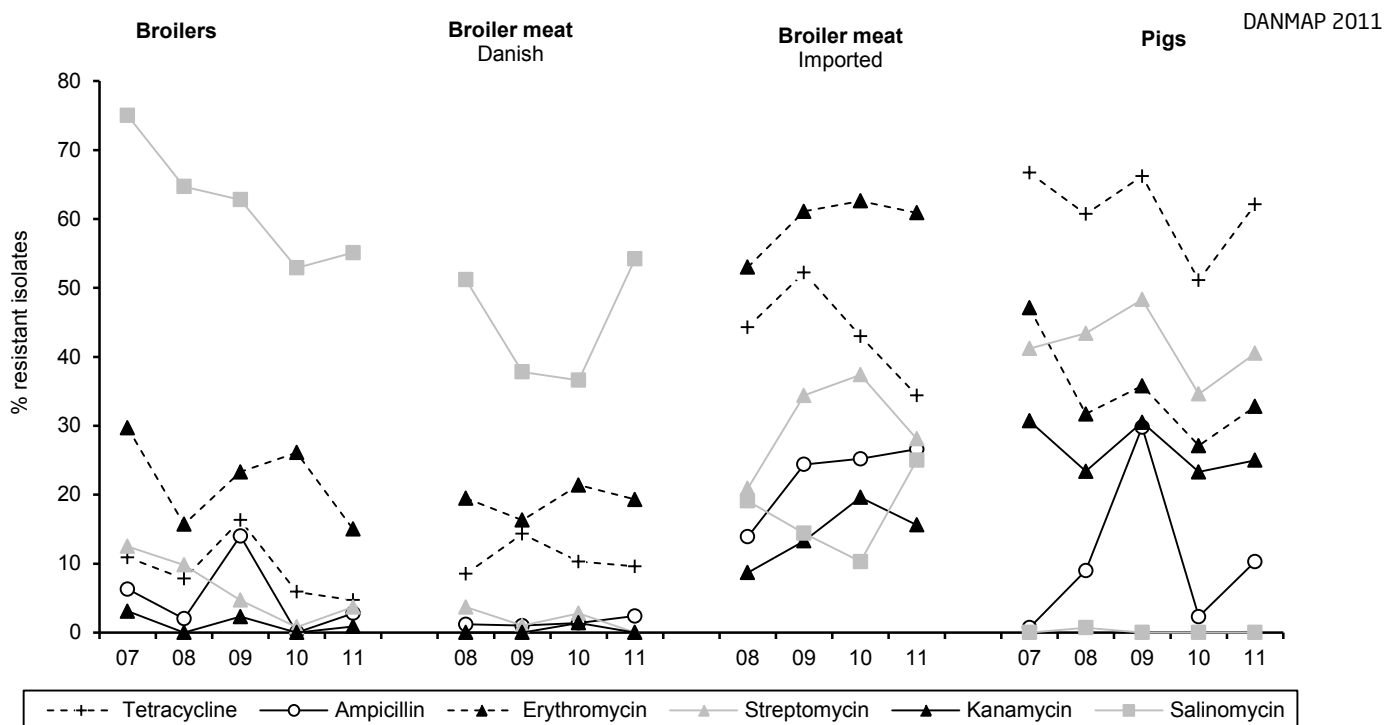 DANMAP 2011
Broilers
Broiler meat
Danish
Broiler meat
Imported
Pigs
% resistant isolates
80
70
60
50
40
30
20
10
0
07 08 09 10 11 08 09 10 11 08 09 10 11 07 08 09 10 11
Tetracycline Ampicillin Erythromycin Streptomycin Kanamycin Salinomycin